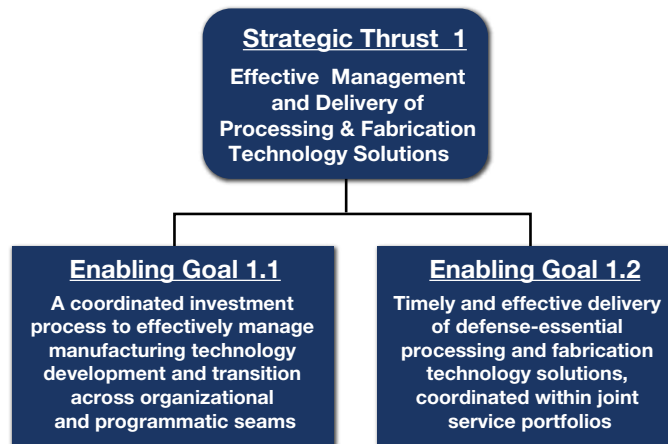 Strategic Thrust 1
Effective Management
and Delivery of
Processing & Fabrication
Technology Solutions
Enabling Goal 1.1
A coordinated investment
process to effectively manage
manufacturing technology
development and transition
across organizational
and programmatic seams
Enabling Goal 1.2
Timely and effective delivery
of defense-essential
processing and fabrication
technology solutions,
coordinated within joint
service portfolios